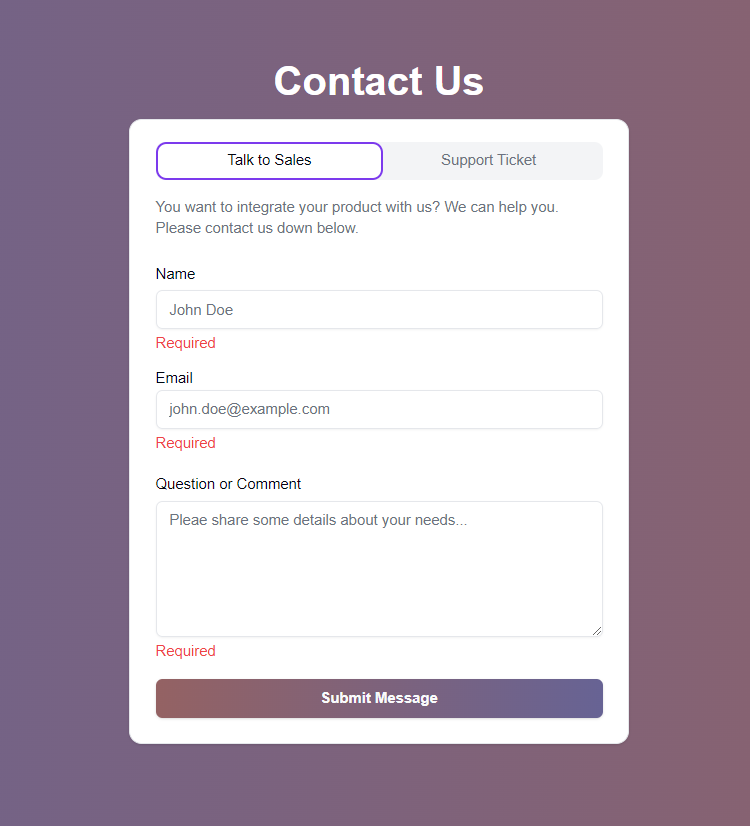 Contact Us
Talk to Sales
Support Ticket
You want to integrate your product with us? We can help you.
Please contact us down below.
Name
John Doe
Required
Email
john.doe@example.com
Required
Question or Comment
Pleae share some details about your needs...
Required
Submit Message